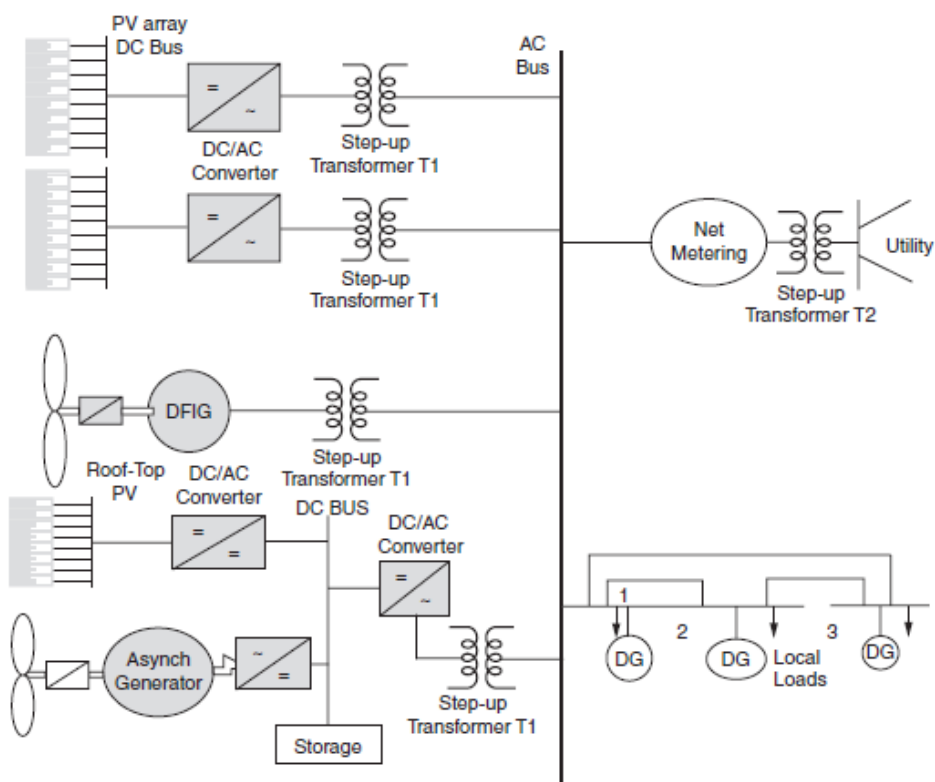 PV array
DC Bus
=
~
DC/AC
Converter
Step-up
Transformer T1
AC
Bus
=
~
Step-up
Transformer T1
Net
Metering
Step-up
Transformer T2
Utility
DFIG
Step-up
Transformer T1
Roof-Top
PV
DC/AC
Converter
=
=
DC BUS
DC/AC
Converter
=
~
Asynch
Generator
~
=
Storage
Step-up
Transformer T1
1
2
3
DG
DG
DG
Local
Loads